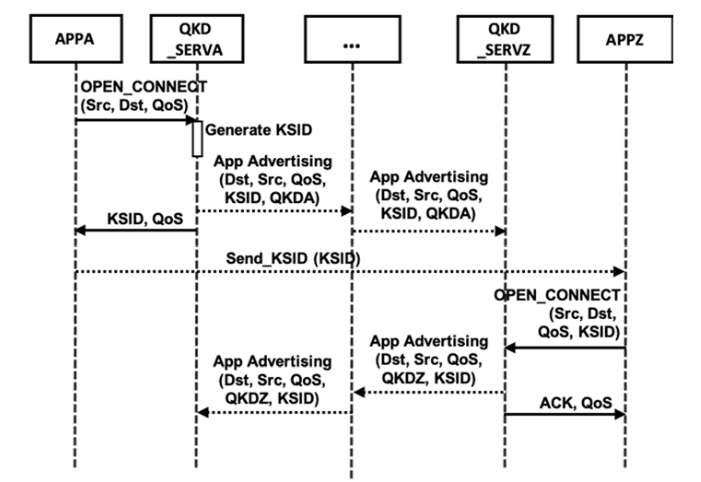 APPA
QKD
_SERVA
...
QKD
_SERVZ
APPZ
OPEN_CONNECT
(Src, Dst, QoS)
Generate KSID
App Advertising
(Dst, Src, QoS,
KSID, QKDA)
App Advertising
(Dst, Src, QoS,
KSID, QKDA)
KSID, QoS
Send_KSID (KSID)
OPEN_CONNECT
(Src, Dst,
QoS, KSID)
App Advertising
(Dst, Src, QoS,
QKDZ, KSID)
App Advertising
(Dst, Src, QoS,
QKDZ, KSID)
ACK, QoS